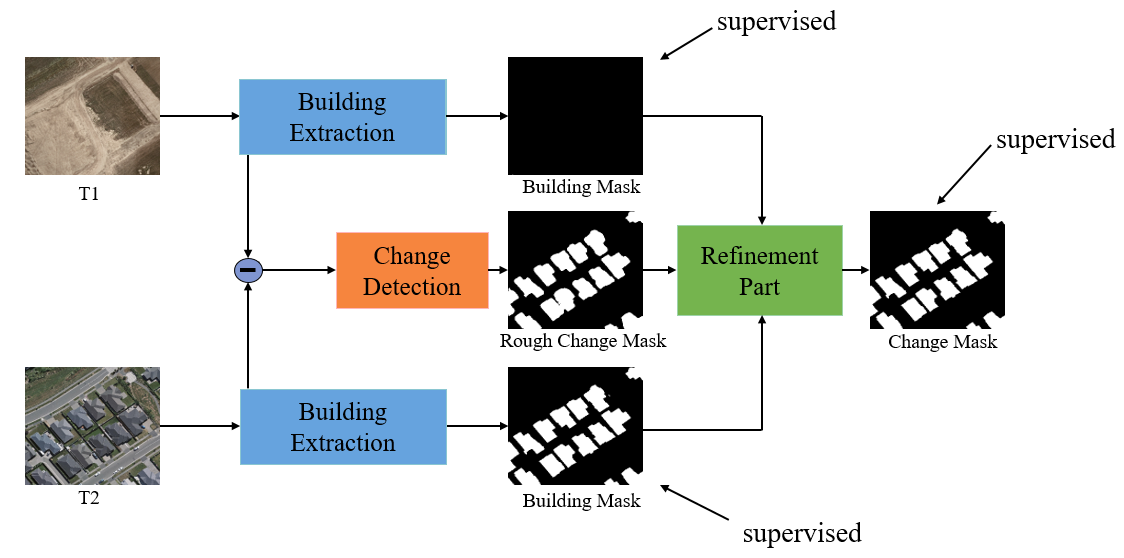 supervised
Building
Extraction
T1
Building Mask
supervised
Change
Detection
Rough Change Mask
Refinement
Part
Change Mask
Building
Extraction
T2
Building Mask
supervised